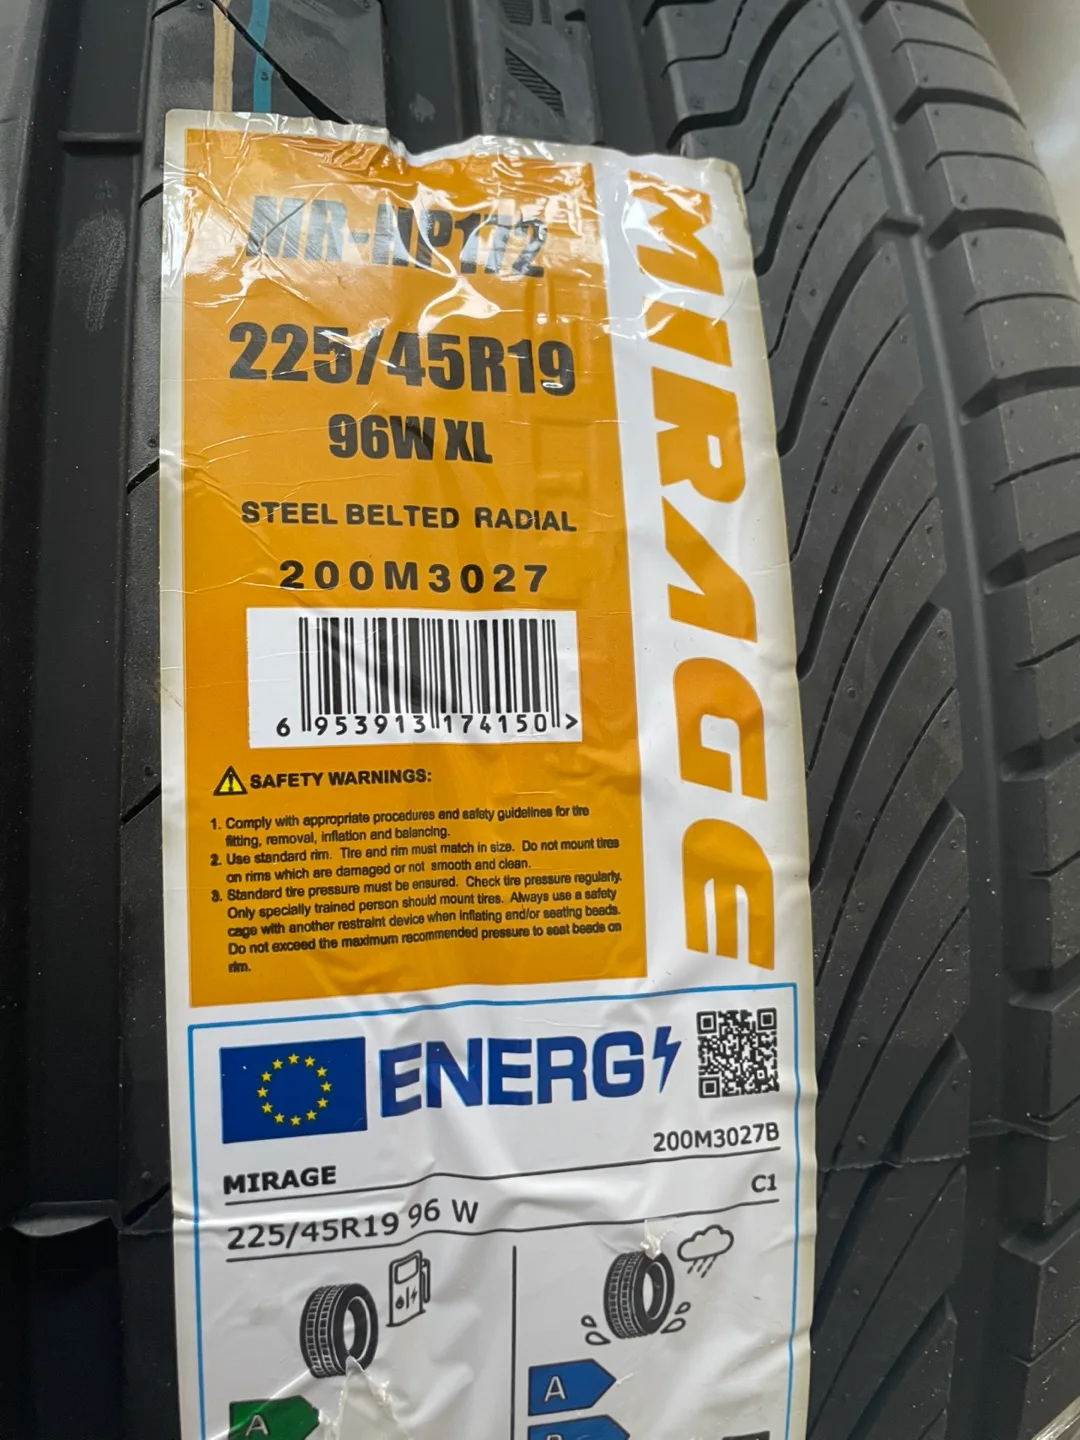 MR-HP172
225/45R19
96W XL
STEEL BELTED RADIAL
200M3027
6 953913 174150 >
MIRAGE
SAFETY WARNINGS:
1. Comply with appropriate procedures and safety guidelines for tire
fitting, removal, inflation and balancing.
2. Use standard rim. Tire and rim must match in size. Do not mount tires
on rims which are damaged or not smooth and clean.
3. Standard tire pressure must be ensured. Check tire pressure regularly.
Only specially trained person should mount tires. Always use a safety
cage with another restraint device when inflating and/or seating beads.
Do not exceed the maximum recommended pressure to seat beads on
rim.
ENERG
200M3027B
MIRAGE
C1
225/45R19 96 W
A
A